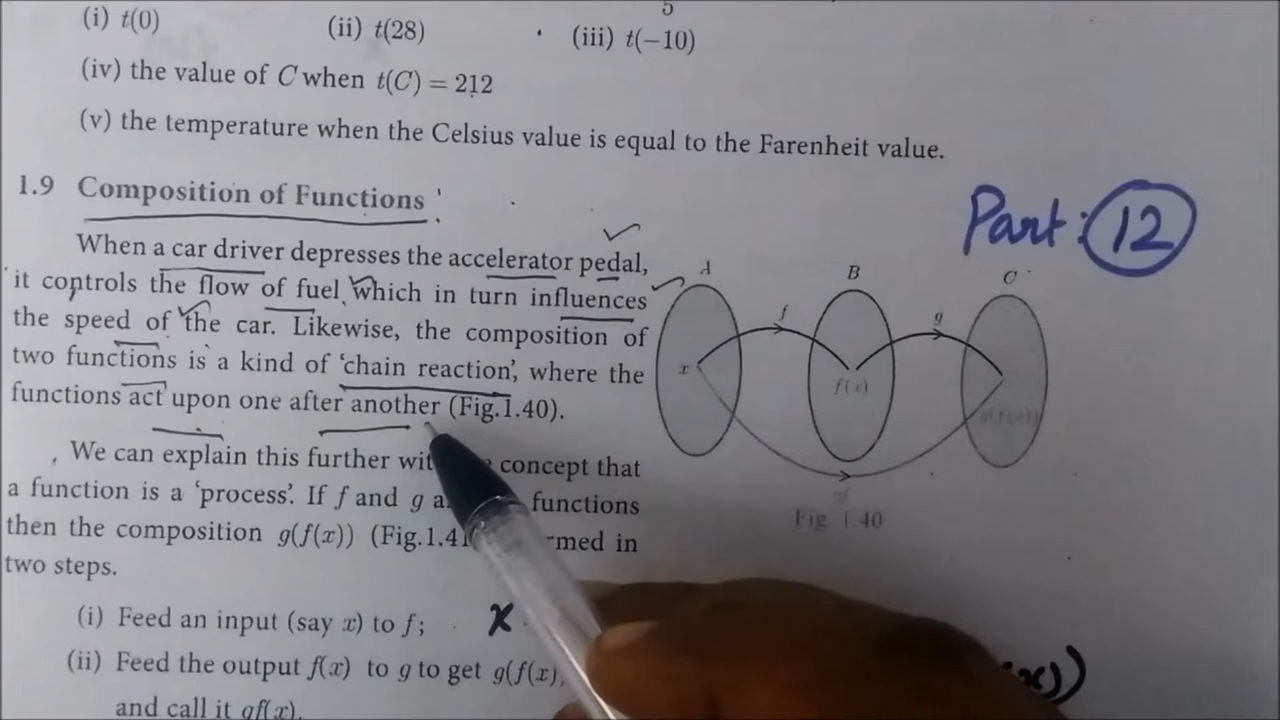 5
(i) t(0) (ii) t(28) (iii) t(−10)
(iv) the value of C when t(C) = 212
(v) the temperature when the Celsius value is equal to the Farenheit value.
1.9 Composition of Functions
Part: 12
When a car driver depresses the accelerator pedal,
it controls the flow of fuel which in turn influences
the speed of the car. Likewise, the composition of
two functions is a kind of ‘chain reaction’, where the
functions act upon one after another (Fig.1.40).
We can explain this further concept that
a function is a ‘process’. If f and g functions
then the composition g(f(x)) (Fig.1.41 in
two steps.
(i) Feed an input (say x) to f; x
(ii) Feed the output f(x) to g to get g(f(x)
and call it gf(x).
A B C
f g
x f(x) g(f(x))
gf
Fig. 1.40
(x))